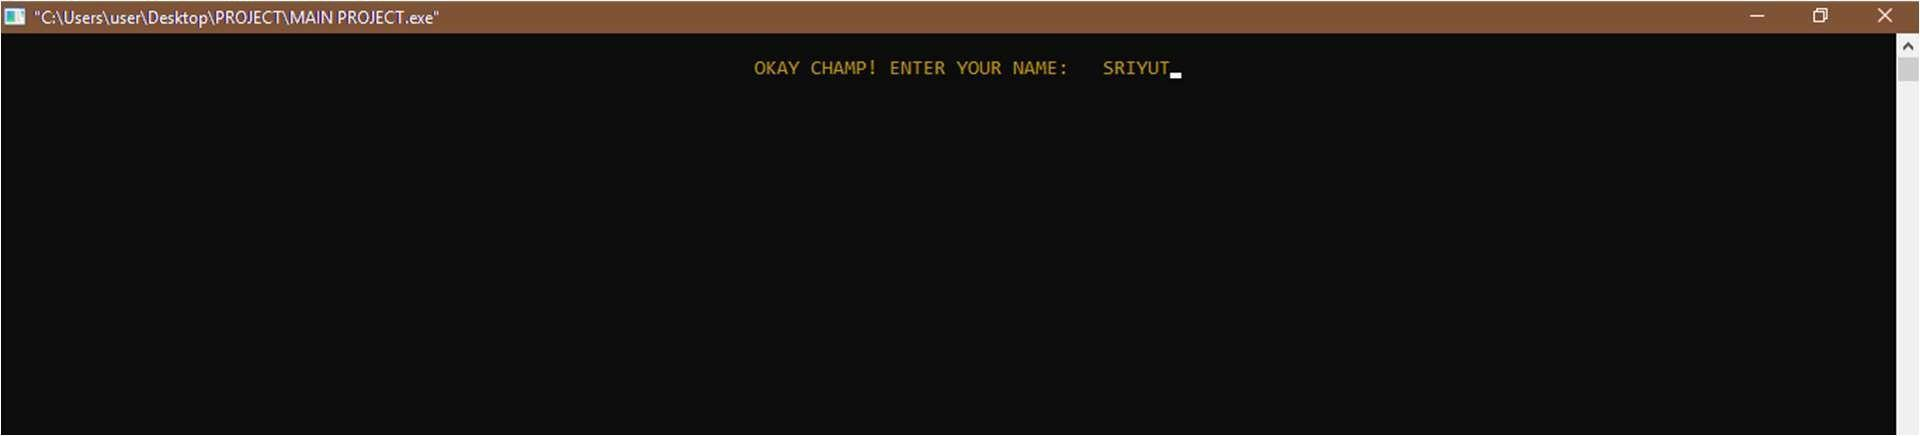 "C:\Users\user\Desktop\PROJECT\MAIN PROJECT.exe"
OKAY CHAMP! ENTER YOUR NAME:   SRIYUT